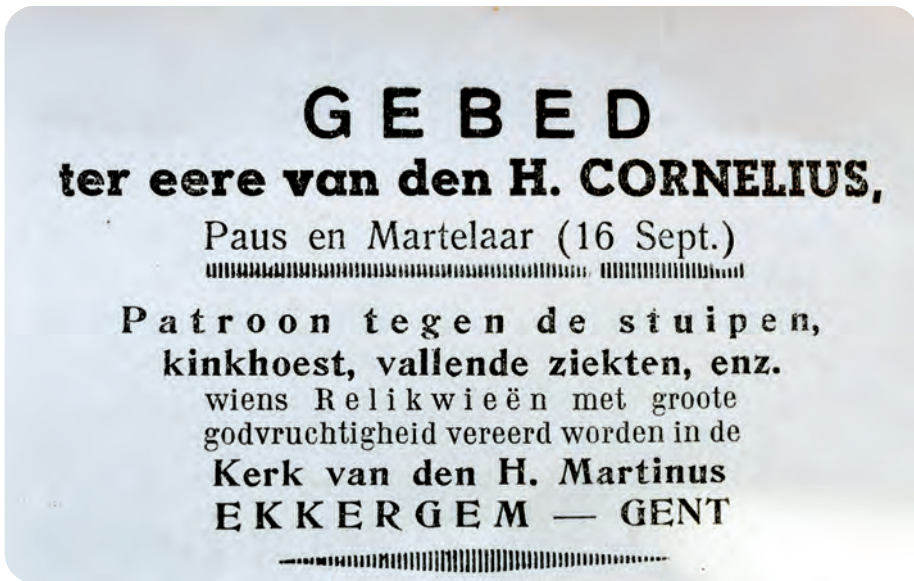 GEBED
ter eere van den H. CORNELIUS,
Paus en Martelaar (16 Sept.)
Patroon tegen de stuipen,
kinkhoest, vallende ziekten, enz.
wiens Relikwieën met groote
godvruchtigheid vereerd worden in de
Kerk van den H. Martinus
EKKERGEM — GENT